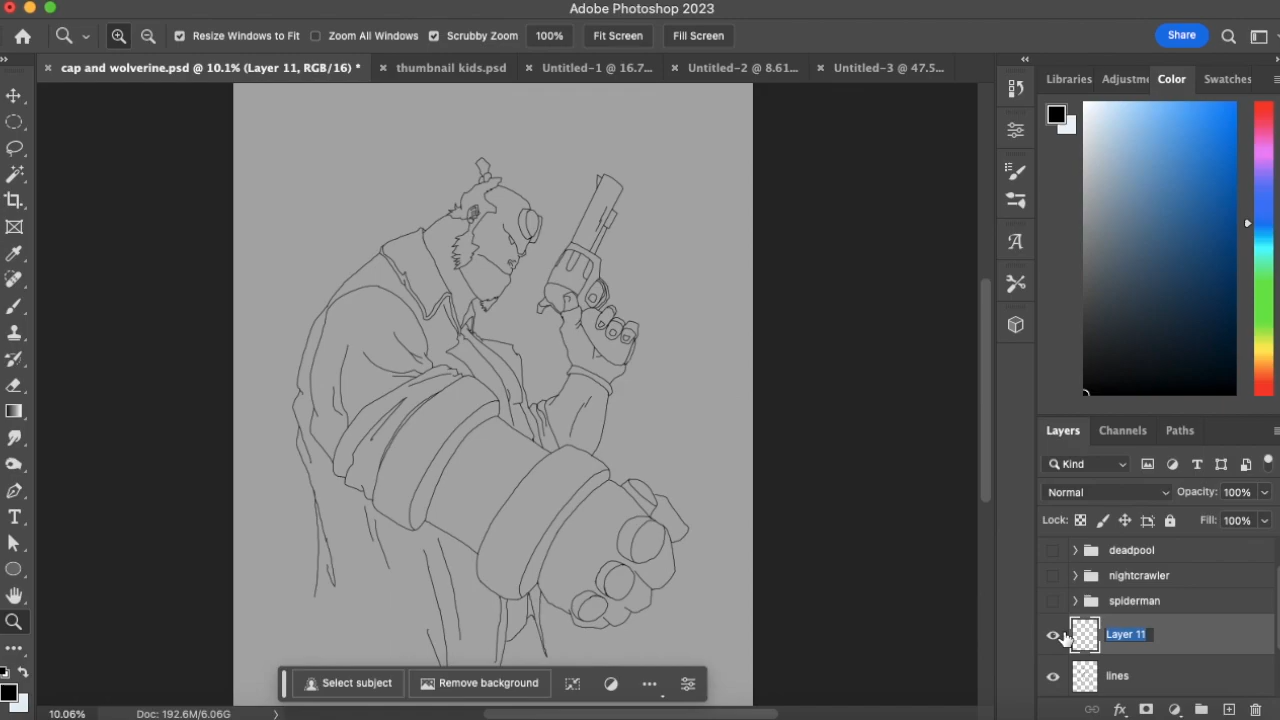 Adobe Photoshop 2023
Resize Windows to Fit Zoom All Windows Scrubby Zoom 100% Fit Screen Fill Screen Share
cap and wolverine.psd @ 10.1% (Layer 11, RGB/16) * thumbnail kids.psd Untitled-1 @ 16.7... Untitled-2 @ 8.61... Untitled-3 @ 47.5...
Libraries Adjustme Color Swatches
Layers Channels Paths
Kind
Normal Opacity: 100%
Lock: Fill: 100%
deadpool
nightcrawler
spiderman
Layer 11
lines
Select subject Remove background
10.06% Doc: 192.6M/6.06G